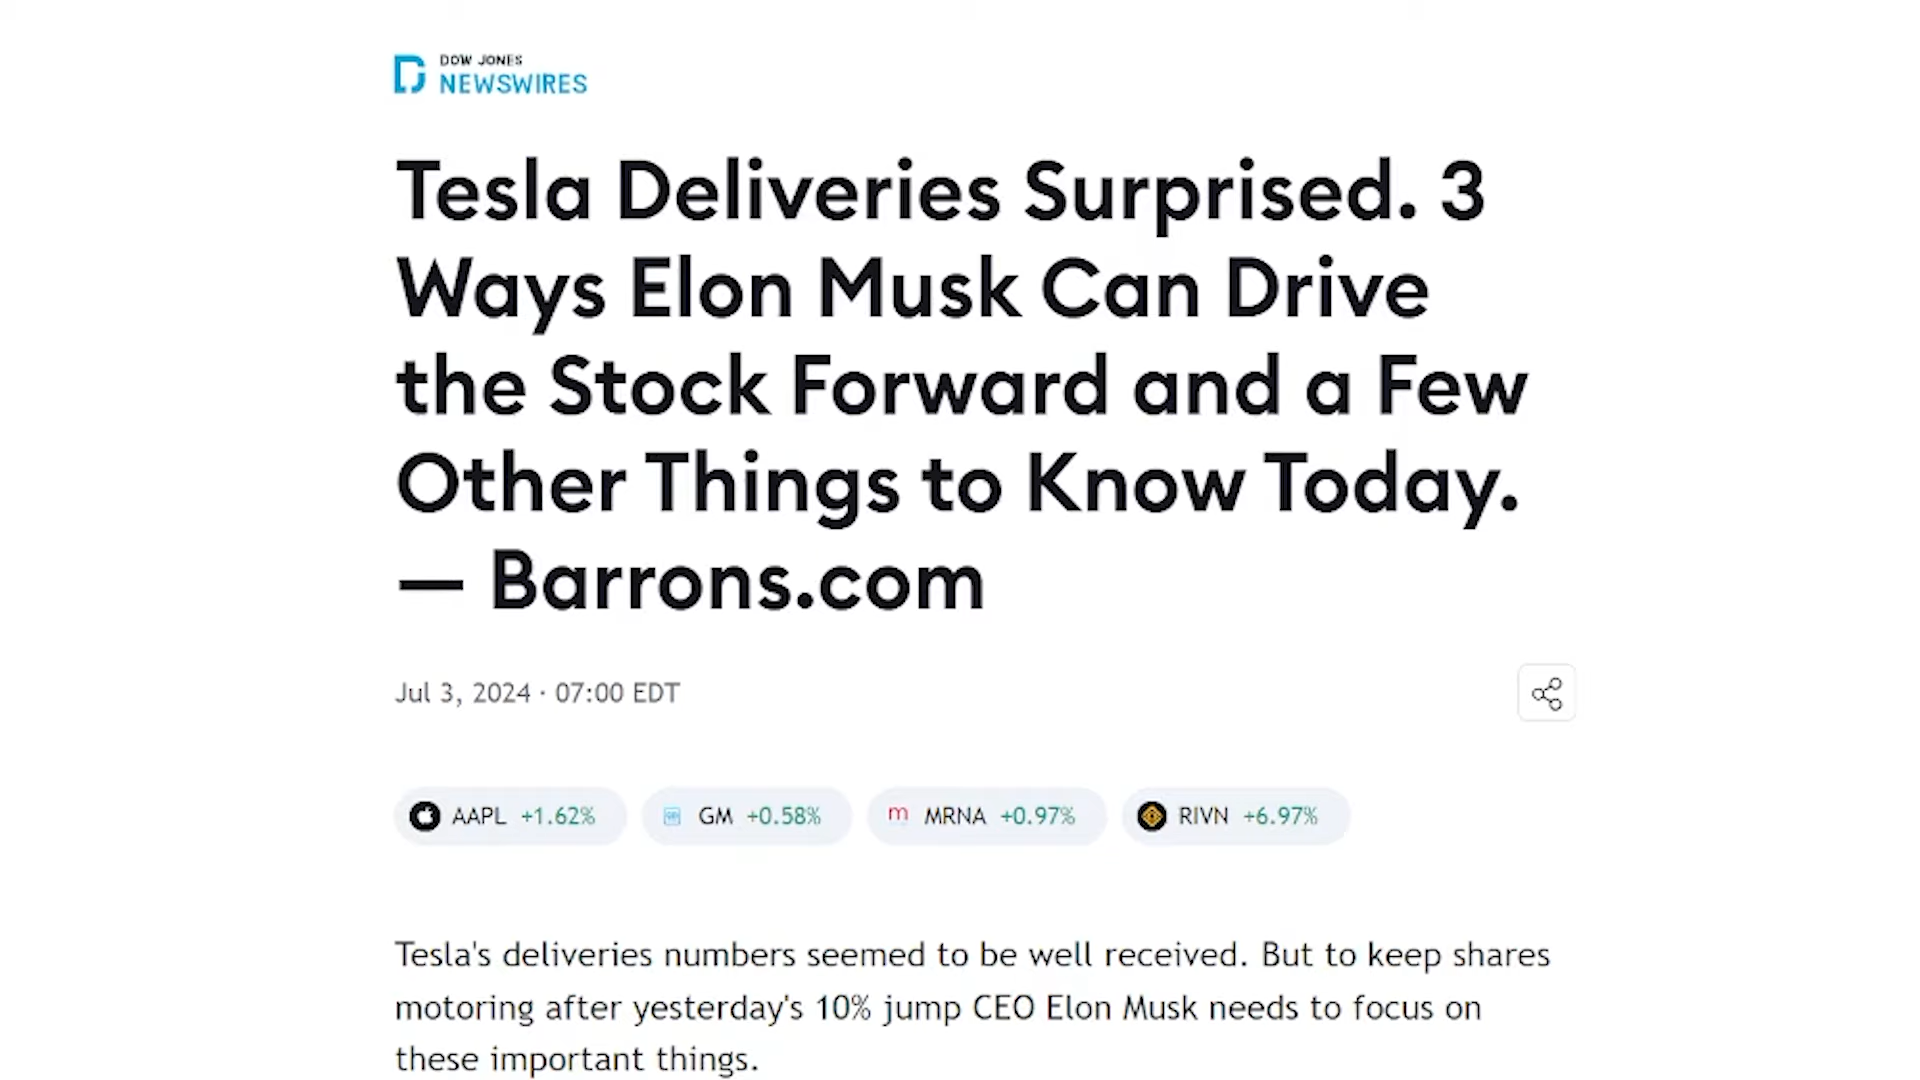 DOW JONES
NEWSWIRES
Tesla Deliveries Surprised. 3
Ways Elon Musk Can Drive
the Stock Forward and a Few
Other Things to Know Today.
— Barrons.com
Jul 3, 2024 · 07:00 EDT
AAPL +1.62% GM +0.58% m MRNA +0.97% RIVN +6.97%
Tesla's deliveries numbers seemed to be well received. But to keep shares
motoring after yesterday's 10% jump CEO Elon Musk needs to focus on
these important things.